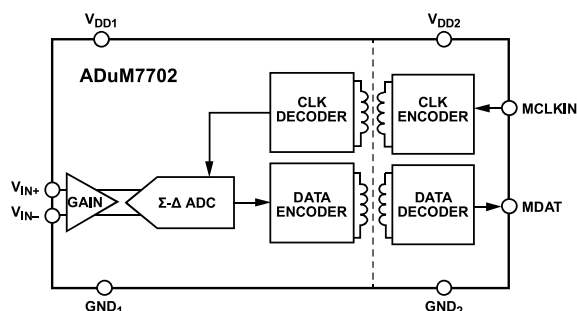 VDD1
VDD2
ADuM7702
CLK
DECODER
CLK
ENCODER
MCLKIN
VIN+
VIN–
GAIN
Σ-Δ ADC
DATA
ENCODER
DATA
DECODER
MDAT
GND1
GND2